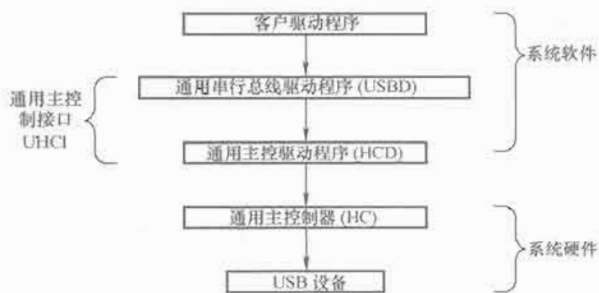 客户驱动程序
系统软件
通用串行总线驱动程序(USBD)
通用主控
制接口
UHCI
通用主控驱动程序(HCD)
通用主控制器(HC)
系统硬件
USB 设备